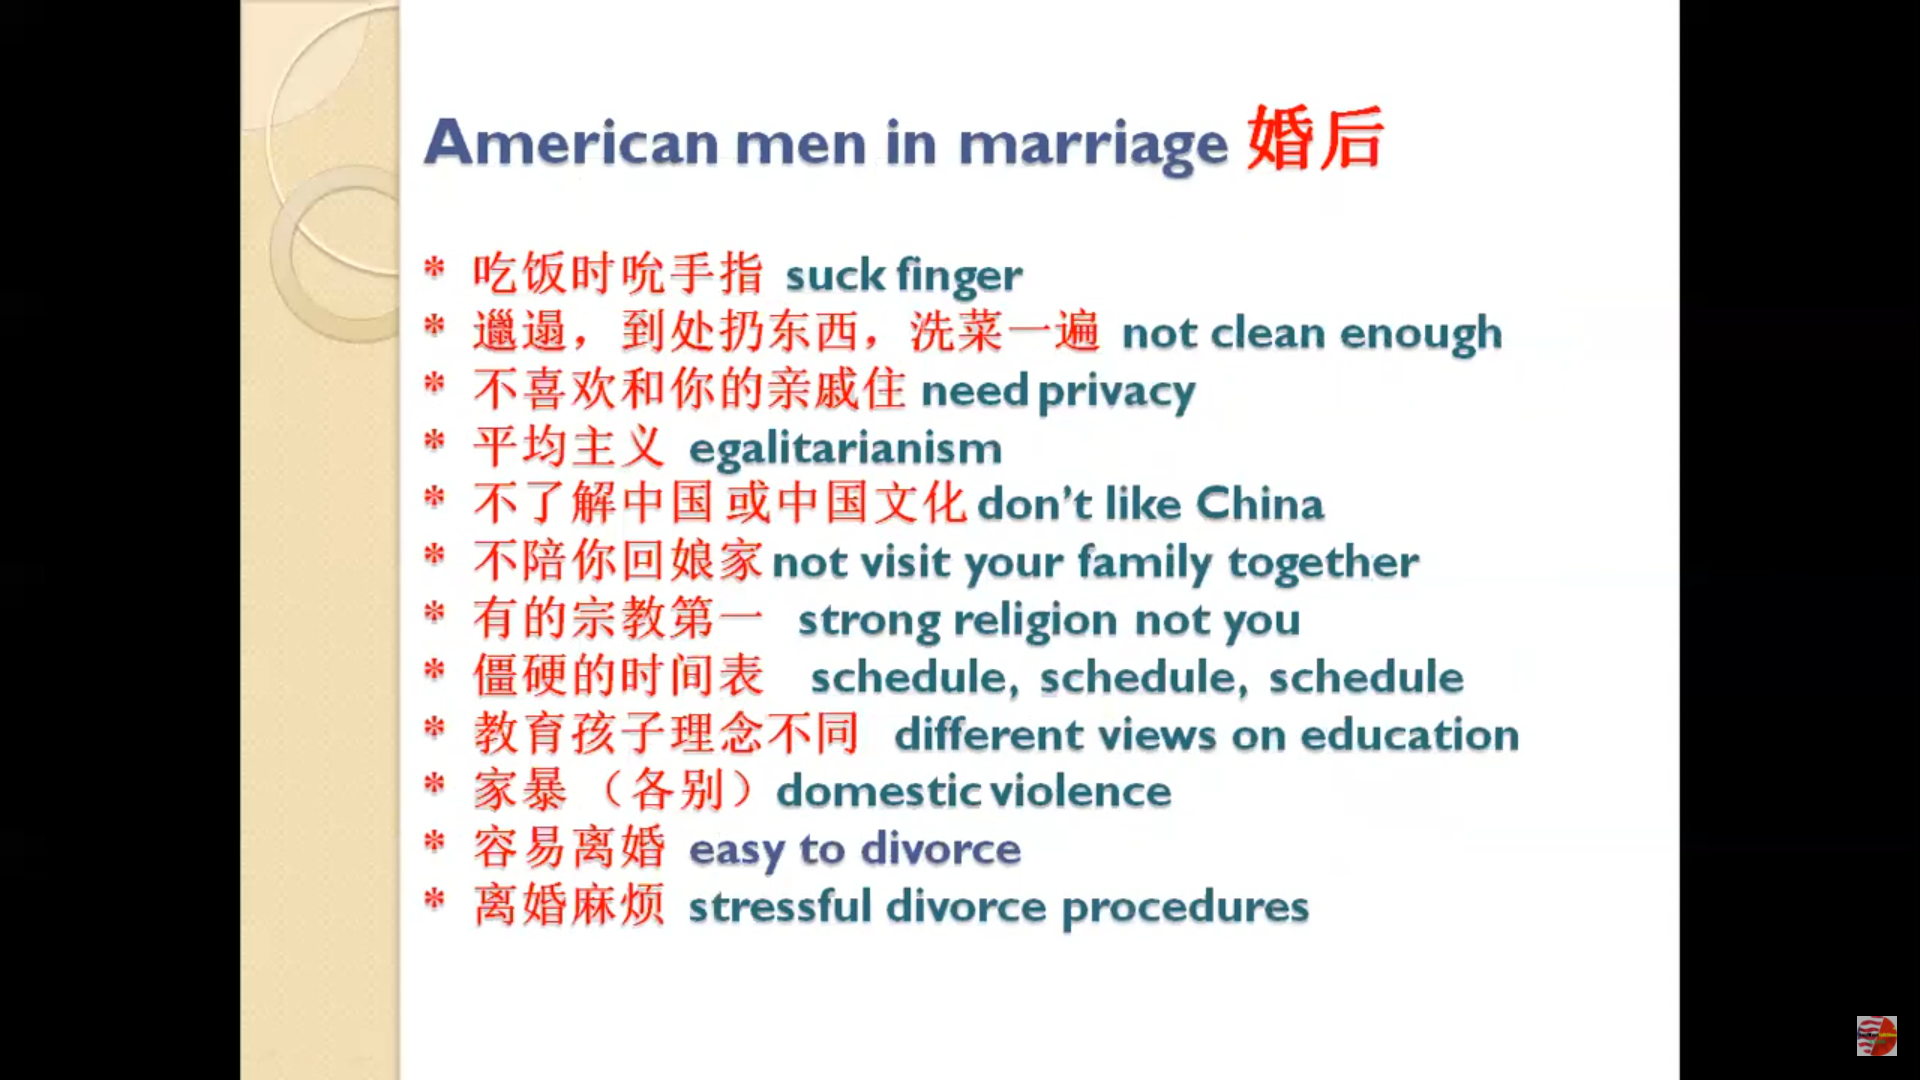 American men in marriage 婚后
* 吃饭时吮手指 suck finger
* 邋遢，到处扔东西，洗菜一遍 not clean enough
* 不喜欢和你的亲戚住 need privacy
* 平均主义 egalitarianism
* 不了解中国 或中国文化 don’t like China
* 不陪你回娘家 not visit your family together
* 有的宗教第一 strong religion not you
* 僵硬的时间表 schedule, schedule, schedule
* 教育孩子理念不同 different views on education
* 家暴 （各别）domestic violence
* 容易离婚 easy to divorce
* 离婚麻烦 stressful divorce procedures